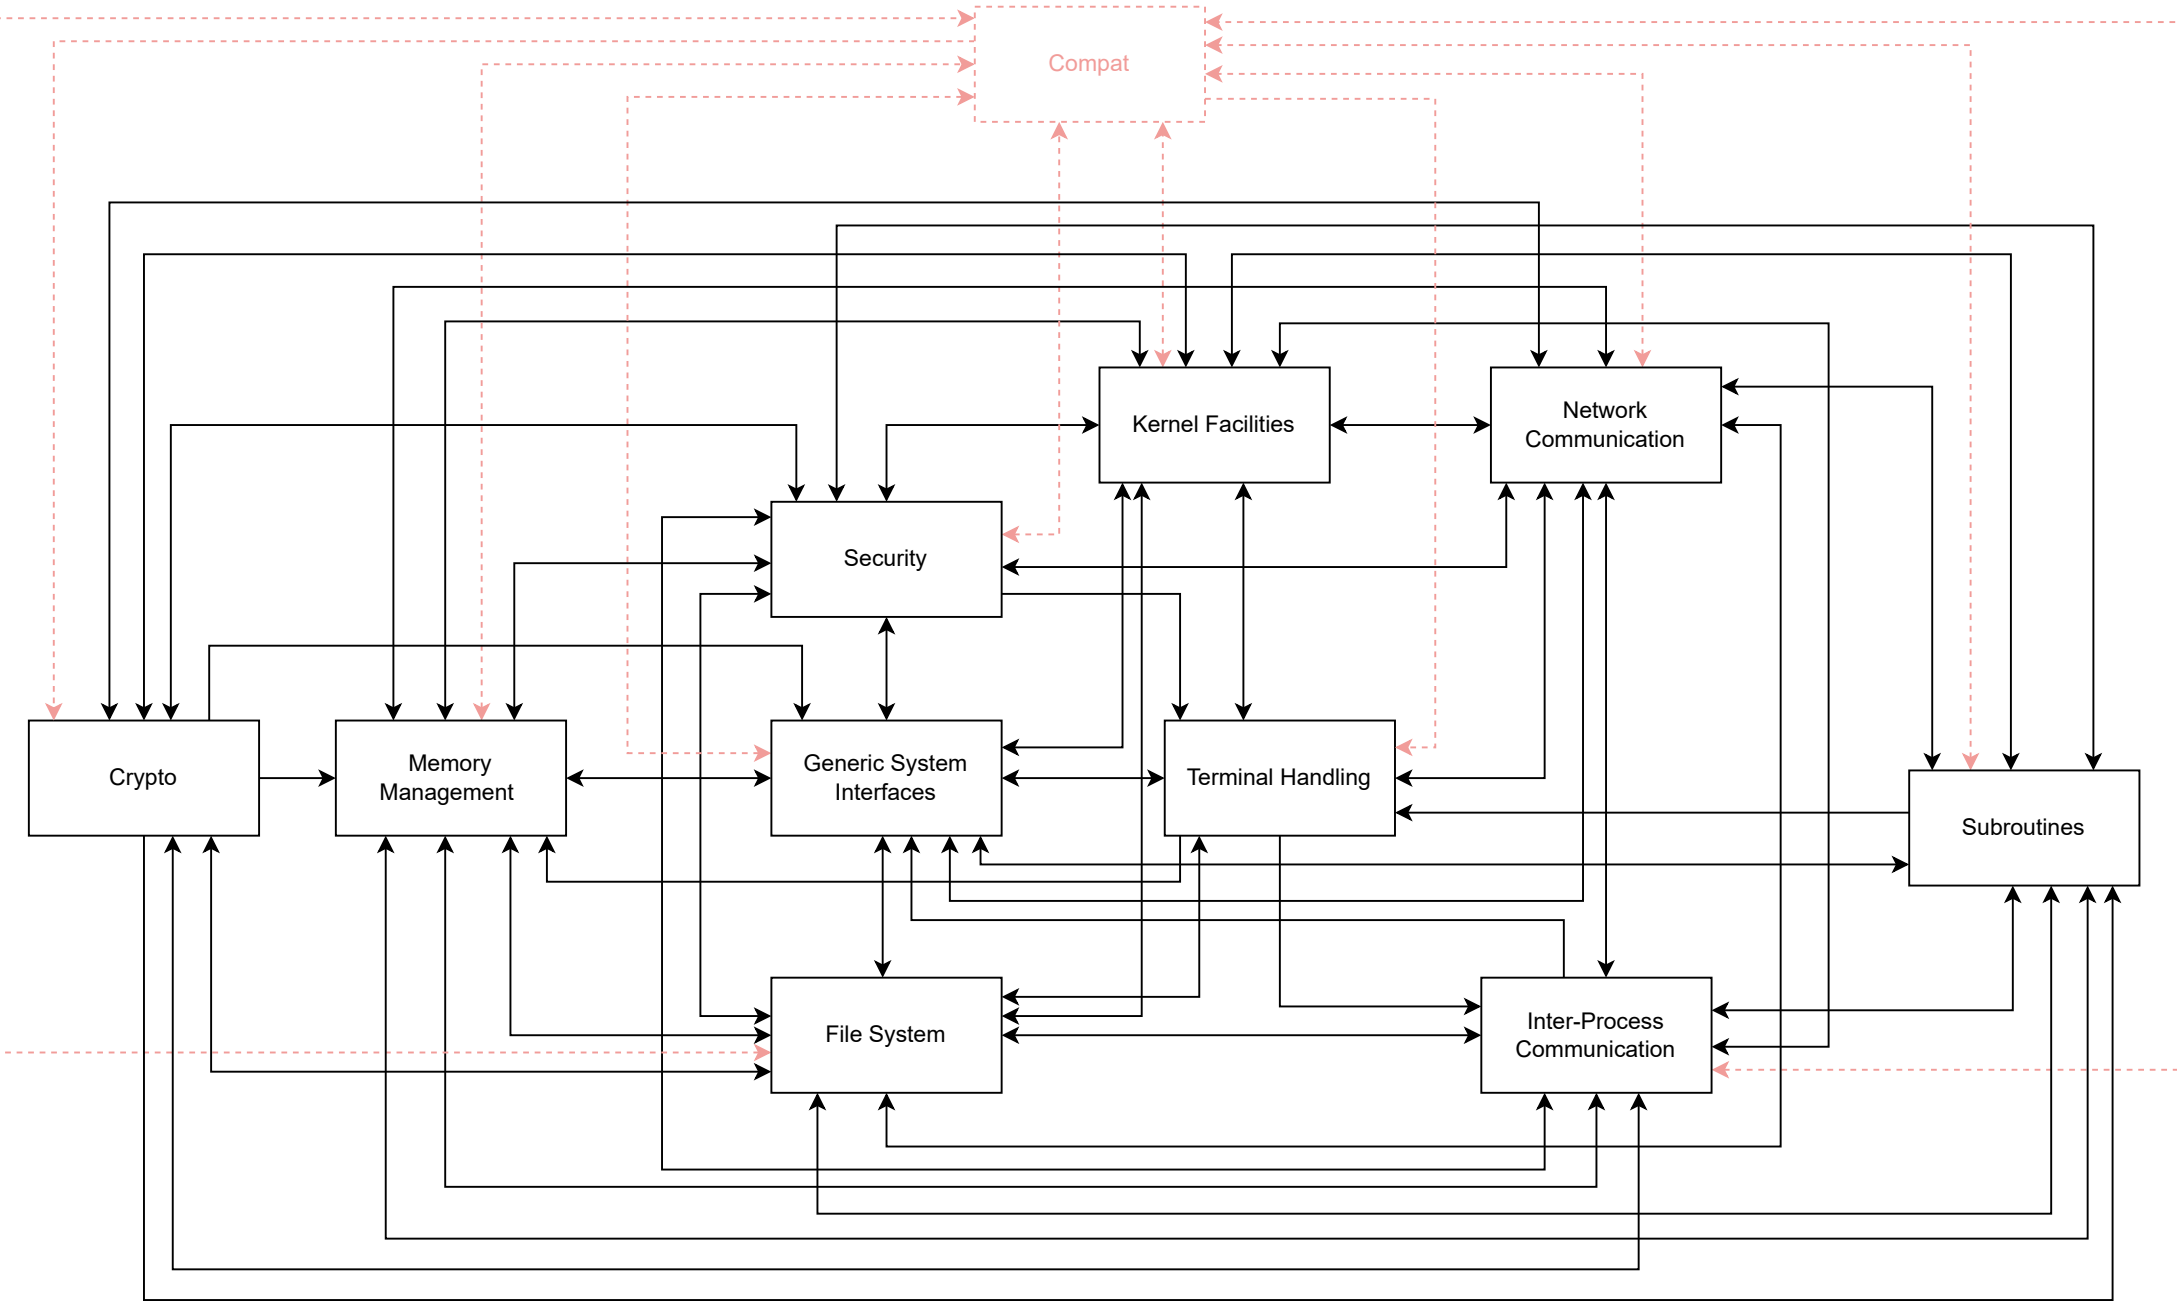 Compat
Kernel Facilities
Network
Communication
Security
Crypto
Memory
Management
Generic System
Interfaces
Terminal Handling
Subroutines
File System
Inter-Process
Communication